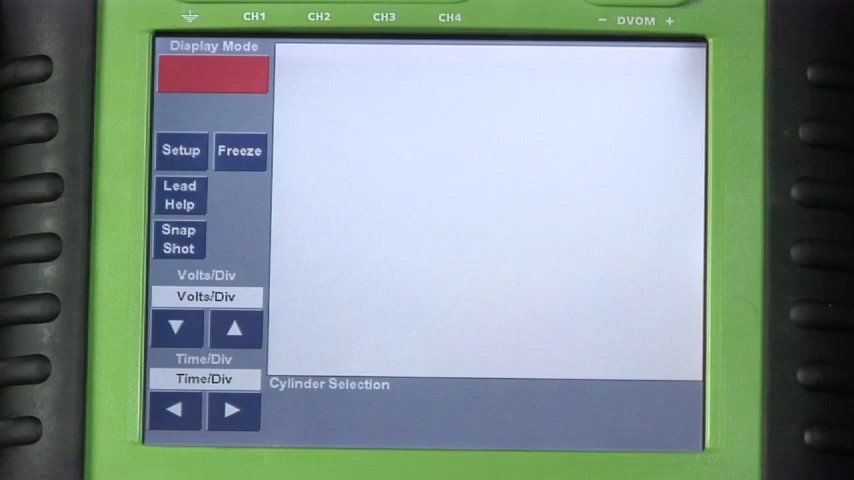 CH1 CH2 CH3 CH4 − DVOM +
Display Mode
Setup Freeze
Lead
Help
Snap
Shot
Volts/Div
Volts/Div
Time/Div
Time/Div
Cylinder Selection